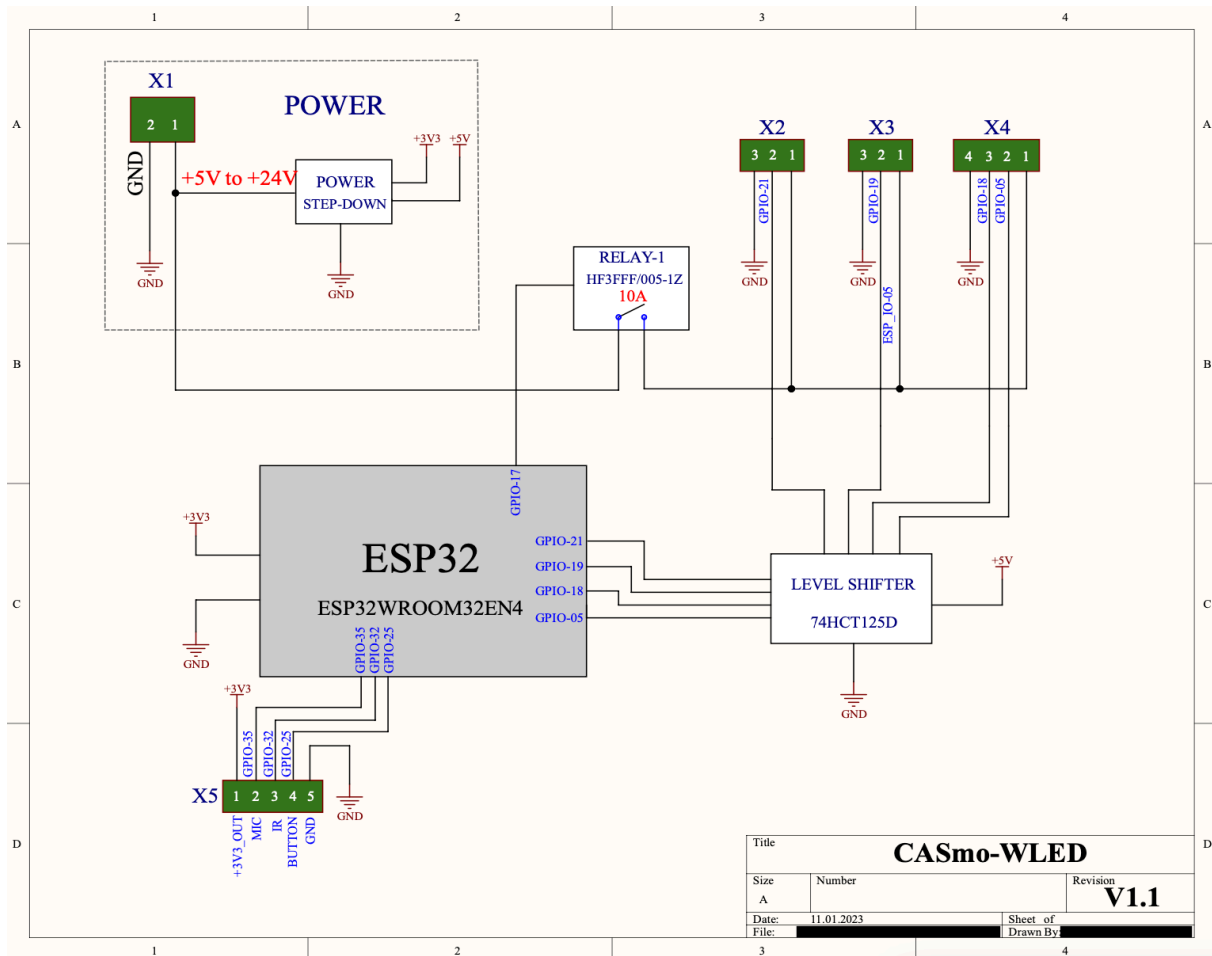 1 2 3 4
A A
B B
C C
D D
1 2 3 4
X1
2 1
POWER
GND
+5V to +24V
POWER
STEP-DOWN
+3V3 +5V
GND
GND
RELAY-1
HF3FFF/005-1Z
10A
X2
3 2 1
GPIO-21
GND
X3
3 2 1
GPIO-19
GND
ESP_IO-05
X4
4 3 2 1
GPIO-18
GPIO-05
GND
+3V3
GND
ESP32
ESP32WROOM32EN4
GPIO-17
GPIO-21
GPIO-19
GPIO-18
GPIO-05
GPIO-35
GPIO-32
GPIO-25
LEVEL SHIFTER
74HCT125D
+5V
GND
+3V3
GPIO-35
GPIO-32
GPIO-25
X5
1 2 3 4 5
GND
+3V3_OUT
MIC
IR
BUTTON
GND
Title
CASmo-WLED
Size
A
Number
Revision
V1.1
Date: 11.01.2023
Sheet of
File:
Drawn By: